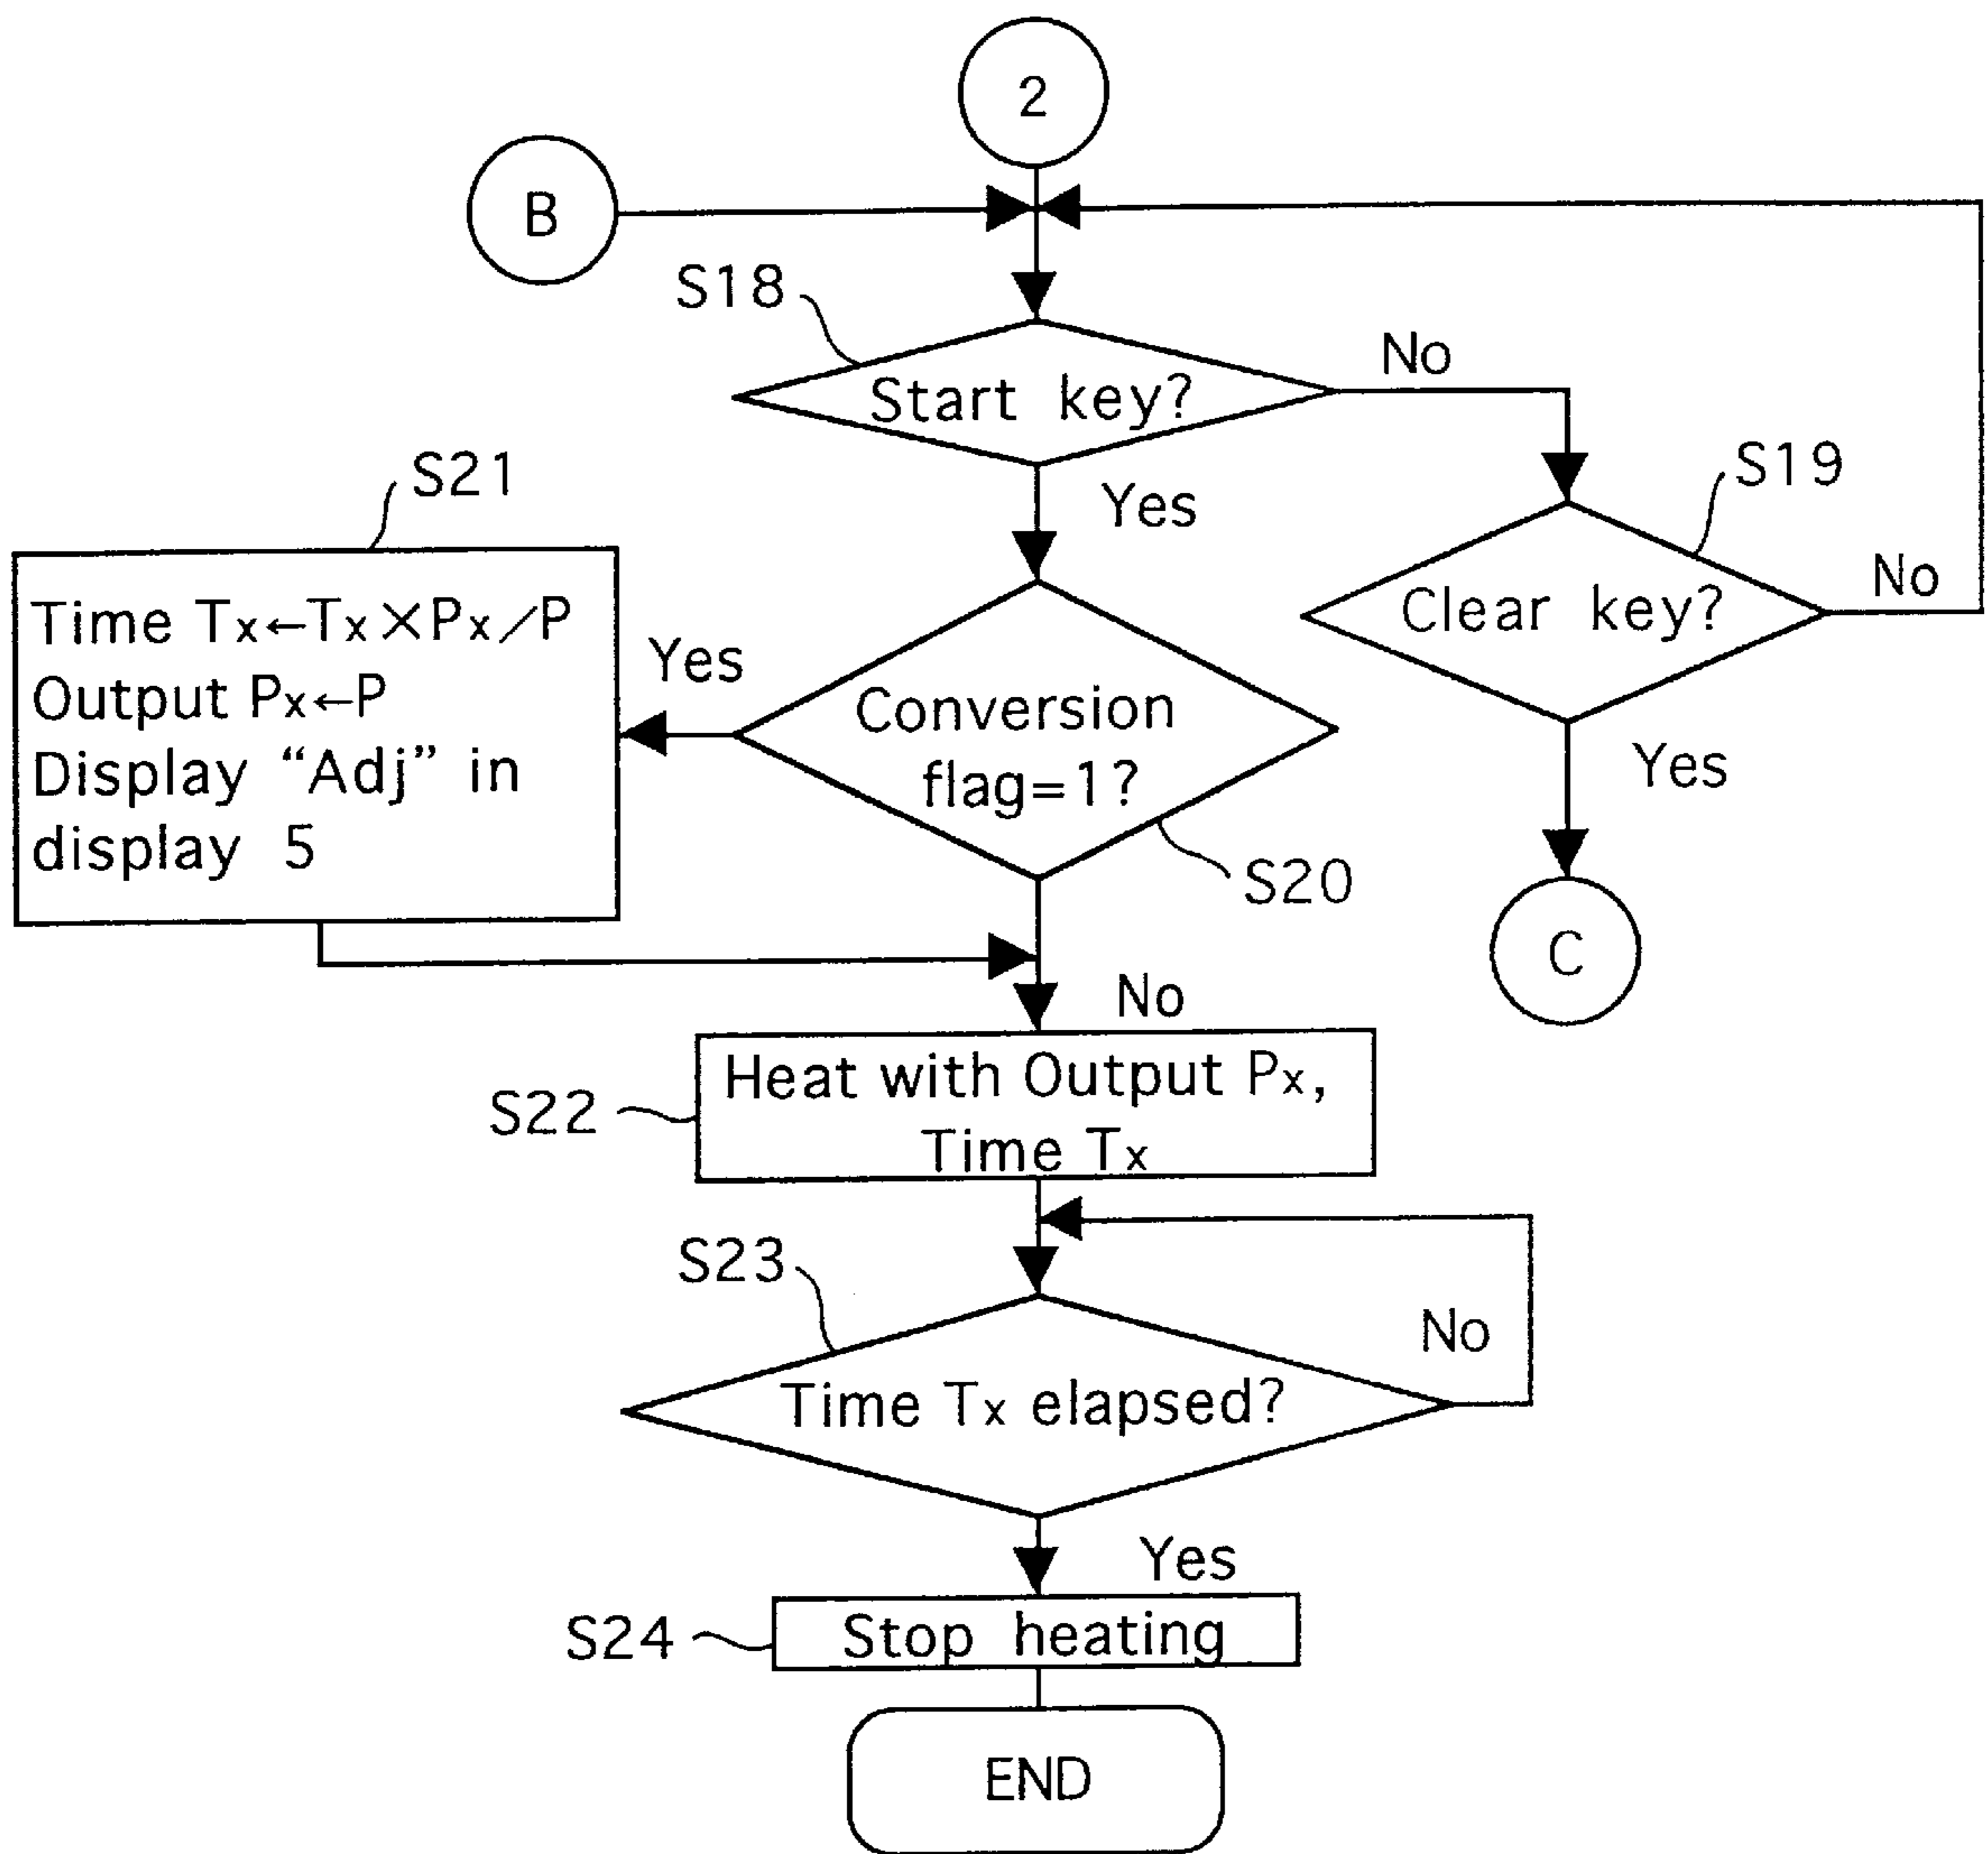 2
B
S18
Start key?
No
S19
Clear key?
No
Yes
C
Yes
S21
Time Tx←Tx×Px/P
Output Px←P
Display “Adj” in
display 5
Yes
Conversion
flag=1?
S20
No
S22
Heat with Output Px,
Time Tx
S23
Time Tx elapsed?
No
Yes
S24
Stop heating
END